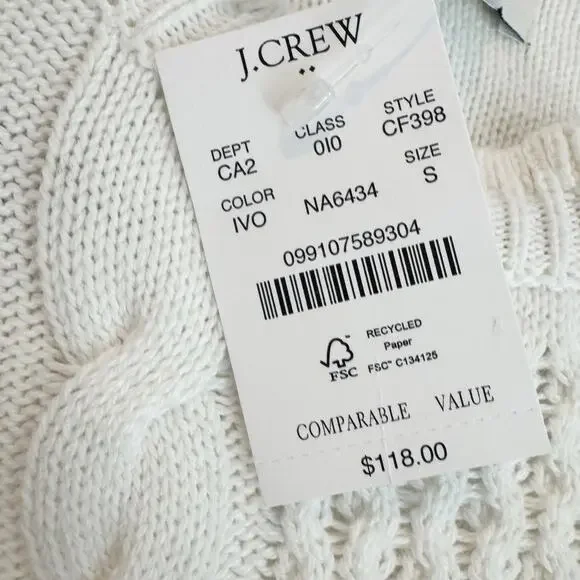 J.CREW
DEPT CLASS STYLE
CA2 0I0 CF398
COLOR SIZE
IVO NA6434 S
099107589304
RECYCLED
Paper
FSC™ C134125
FSC
COMPARABLE VALUE
$118.00